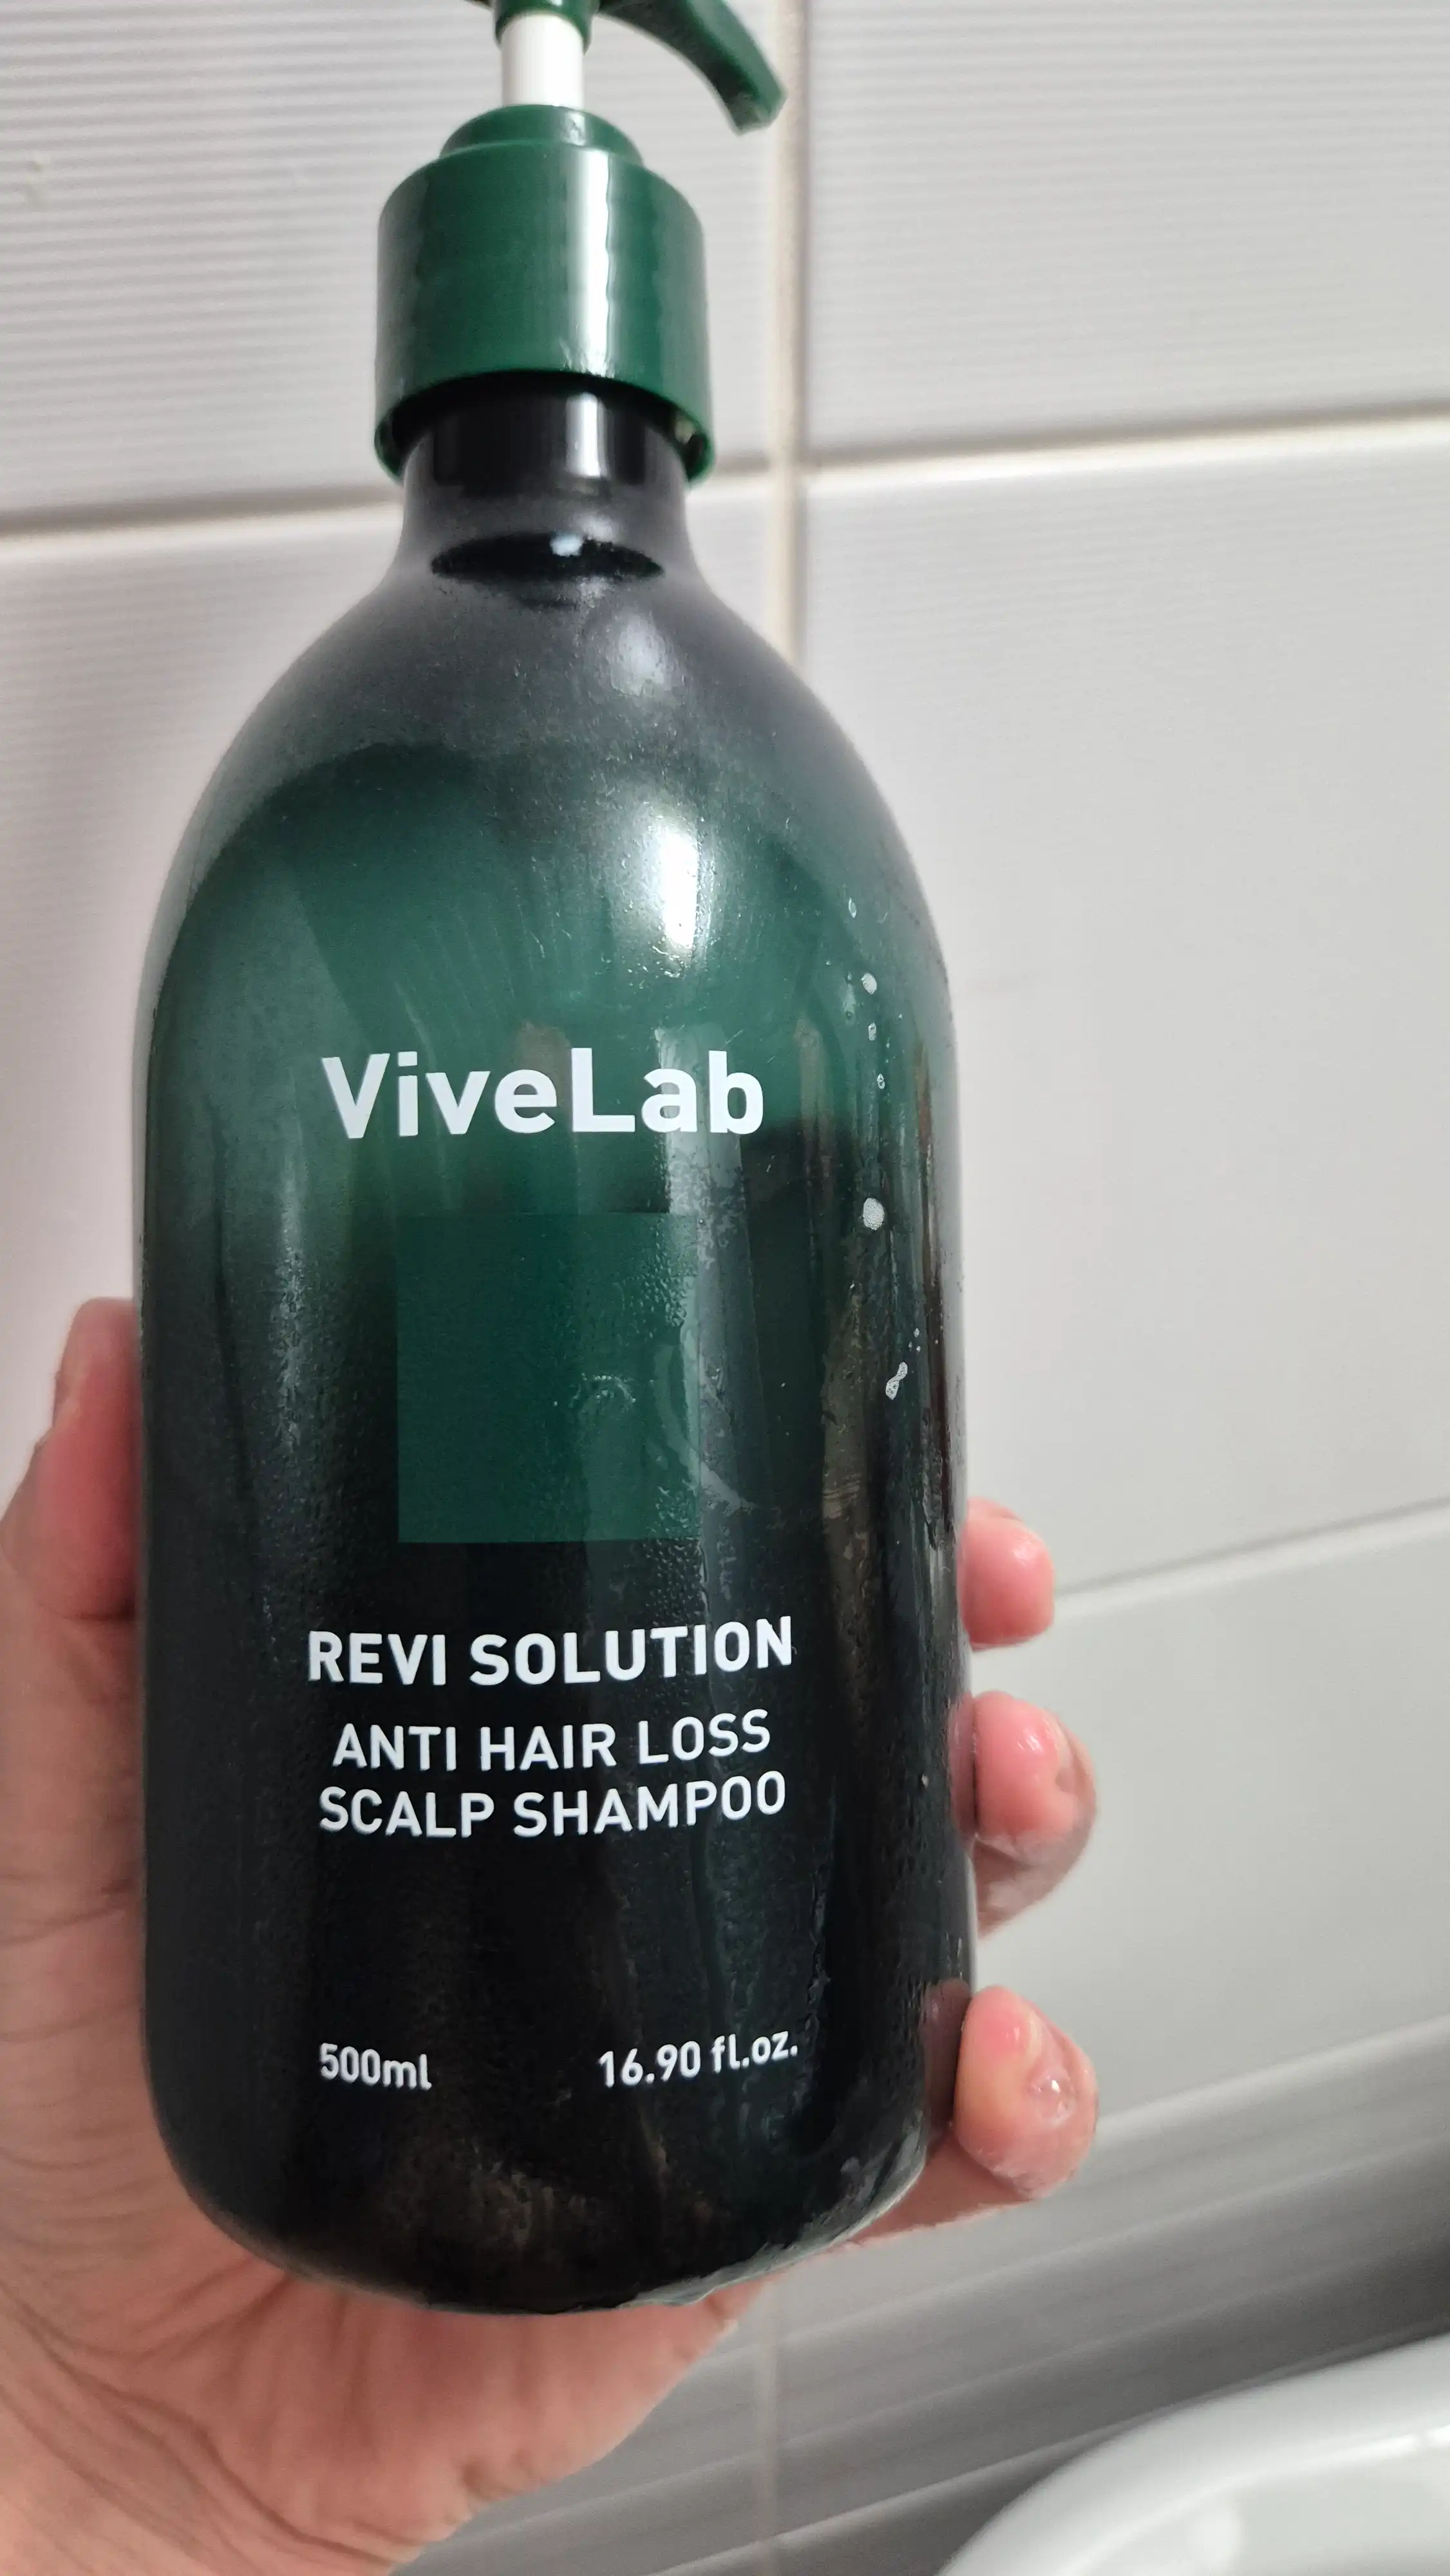 ViveLab
REVI SOLUTION
ANTI HAIR LOSS
SCALP SHAMPOO
500ml 16.90 fl.oz.